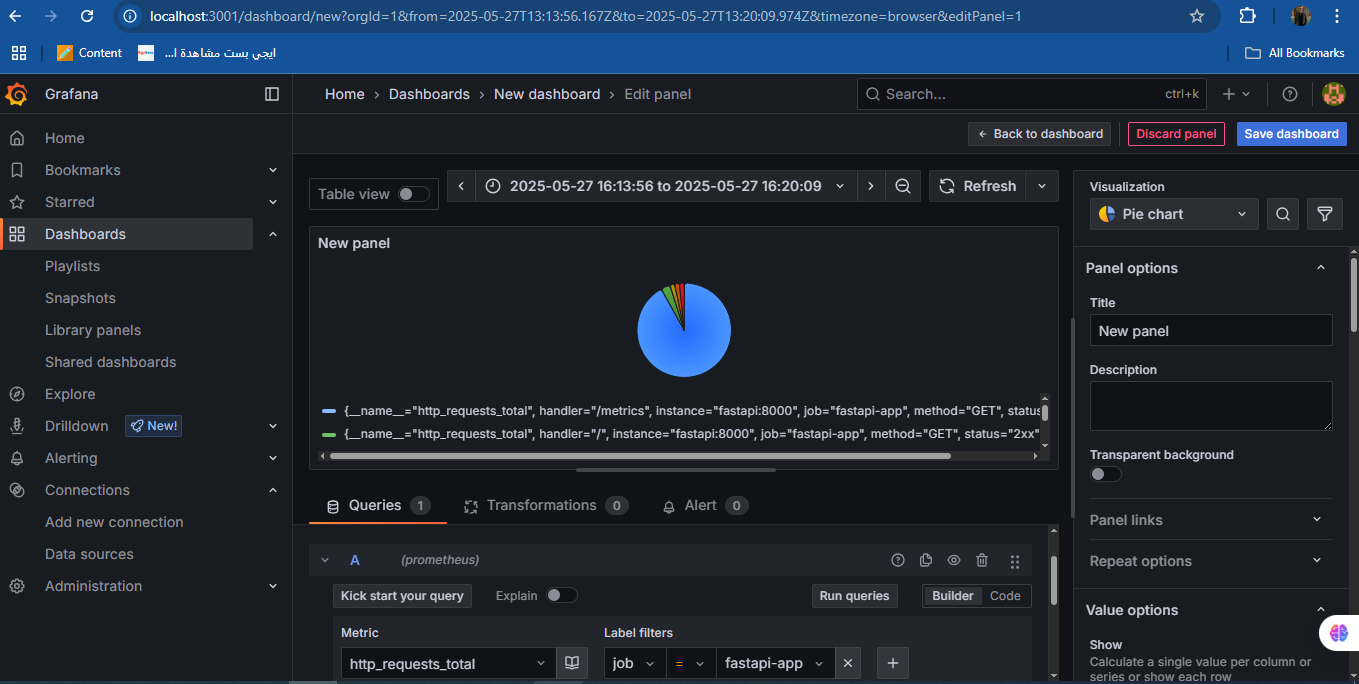 localhost:3001/dashboard/new?orgId=1&from=2025-05-27T13:13:56.167Z&to=2025-05-27T13:20:09.974Z&timezone=browser&editPanel=1
Content
ايجي بست مشاهدة ا...
All Bookmarks
Grafana
Home › Dashboards › New dashboard › Edit panel
Search...
ctrl+k
Back to dashboard
Discard panel
Save dashboard
Home
Bookmarks
Starred
Dashboards
Playlists
Snapshots
Library panels
Shared dashboards
Explore
Drilldown
New!
Alerting
Connections
Add new connection
Data sources
Administration
Table view
2025-05-27 16:13:56 to 2025-05-27 16:20:09
Refresh
New panel
{__name__="http_requests_total", handler="/metrics", instance="fastapi:8000", job="fastapi-app", method="GET", status
{__name__="http_requests_total", handler="/", instance="fastapi:8000", job="fastapi-app", method="GET", status="2xx"
Queries 1
Transformations 0
Alert 0
A
(prometheus)
Kick start your query
Explain
Run queries
Builder
Code
Metric
Label filters
http_requests_total
job
=
fastapi-app
Visualization
Pie chart
Panel options
Title
New panel
Description
Transparent background
Panel links
Repeat options
Value options
Show
Calculate a single value per column or
series or show each row